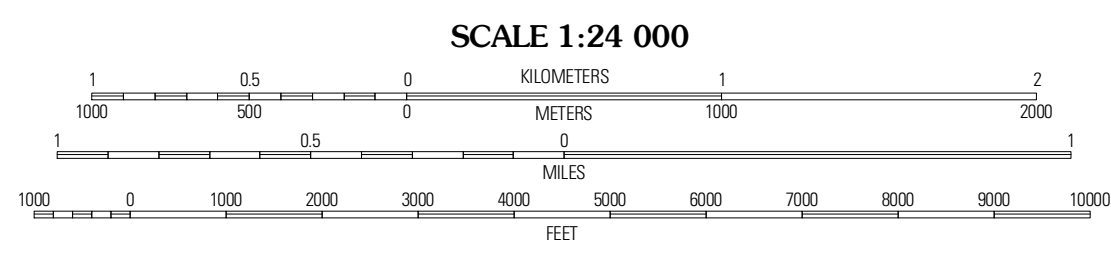 SCALE 1:24 000
1 0.5 0 KILOMETERS 1 2
1000 500 0 METERS 1000 2000
1 0.5 0 1
MILES
1000 0 1000 2000 3000 4000 5000 6000 7000 8000 9000 10000
FEET